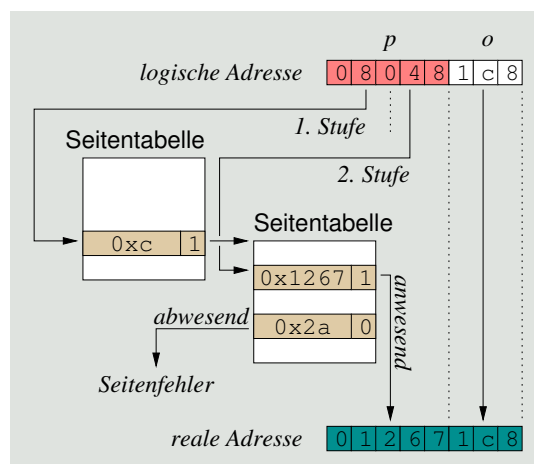 p o
logische Adresse 0 8 0 4 8 1 c 8
1. Stufe
Seitentabelle
2. Stufe
Seitentabelle
0xc 1
0x1267 1
anwesend
abwesend
0x2a 0
Seitenfehler
reale Adresse 0 1 2 6 7 1 c 8